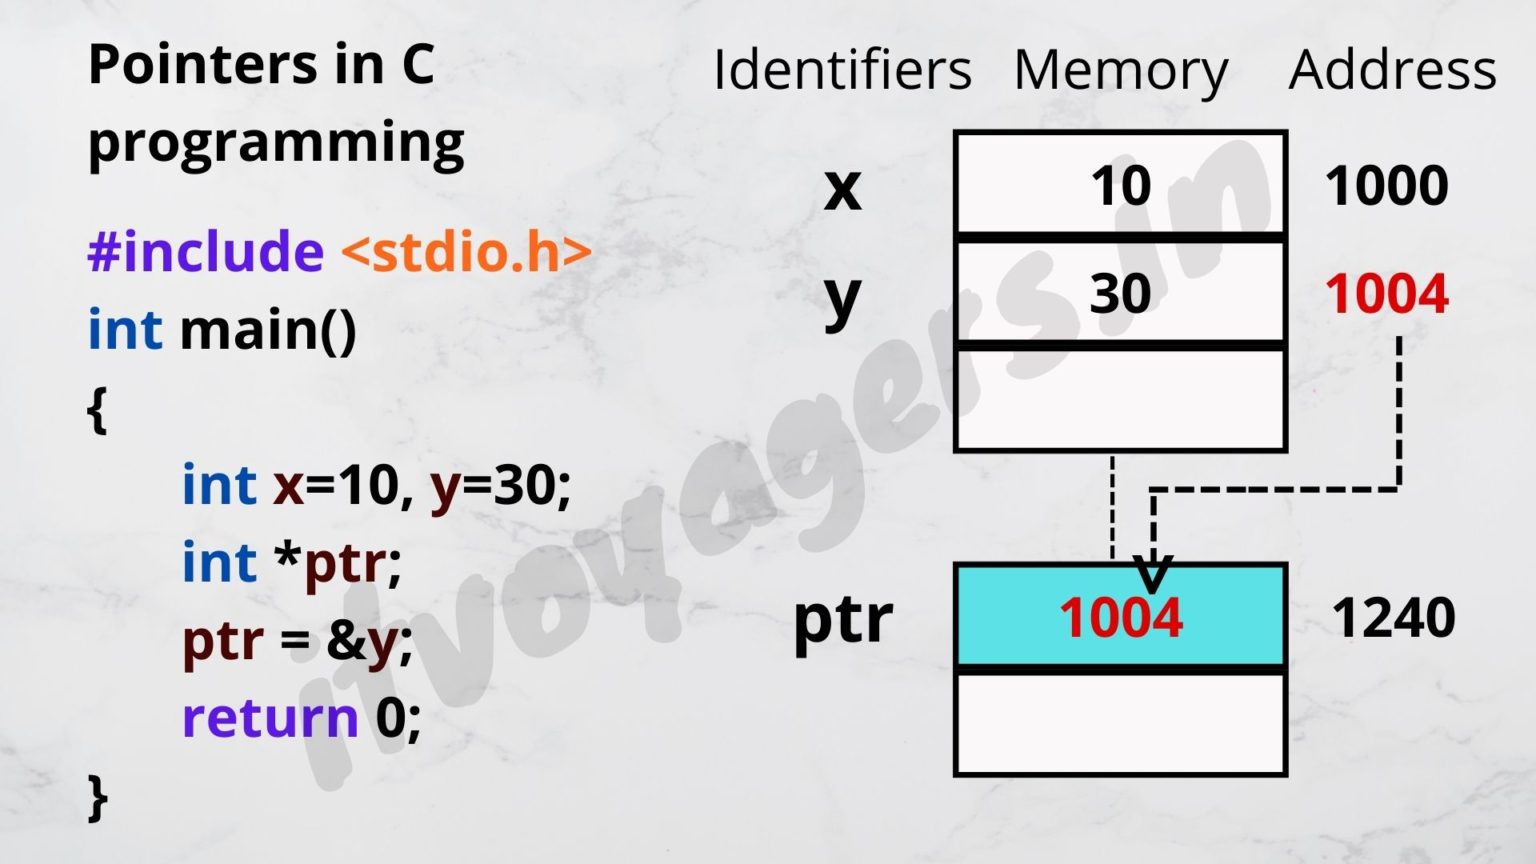 Pointers in C
programming
#include <stdio.h>
int main()
{
int x=10, y=30;
int *ptr;
ptr = &y;
return 0;
}
Identifiers Memory Address
x 10 1000
y 30 1004
ptr 1004 1240
itvoyagers.in